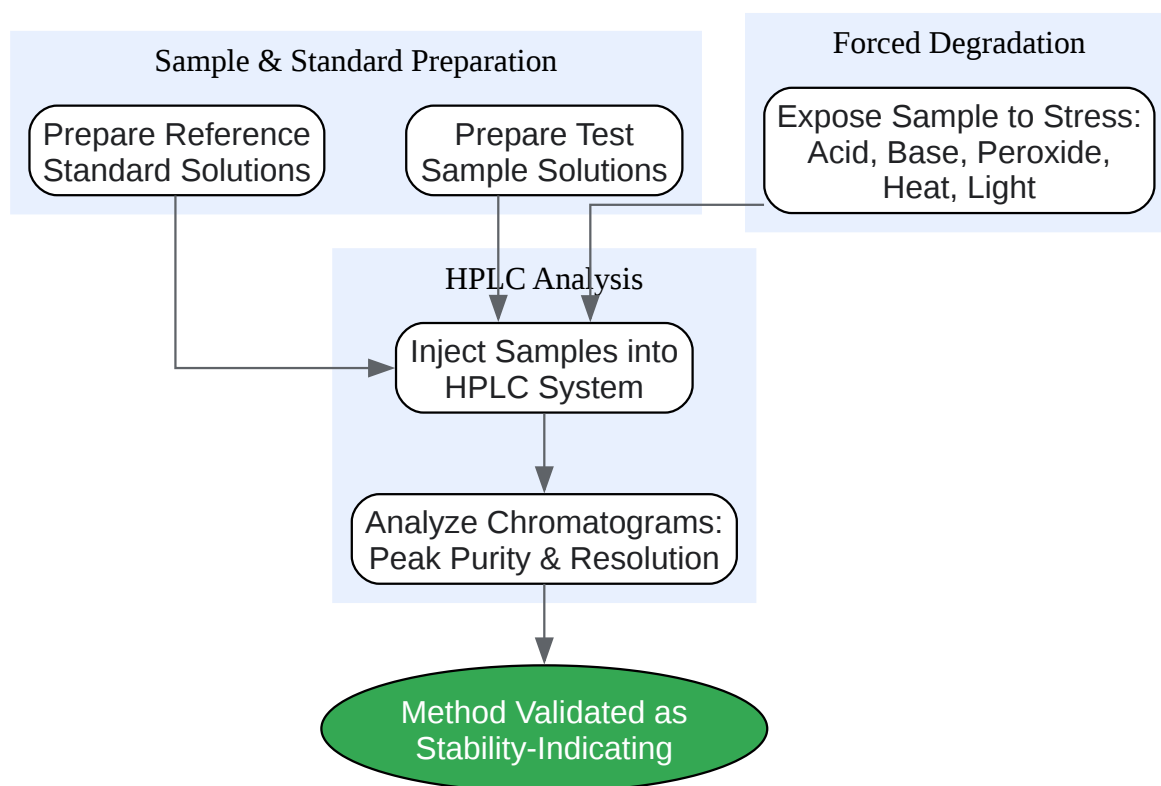 Sample & Standard Preparation
Prepare Reference
Standard Solutions
Prepare Test
Sample Solutions
Forced Degradation
Expose Sample to Stress:
Acid, Base, Peroxide,
Heat, Light
HPLC Analysis
Inject Samples into
HPLC System
Analyze Chromatograms:
Peak Purity & Resolution
Method Validated as
Stability-Indicating